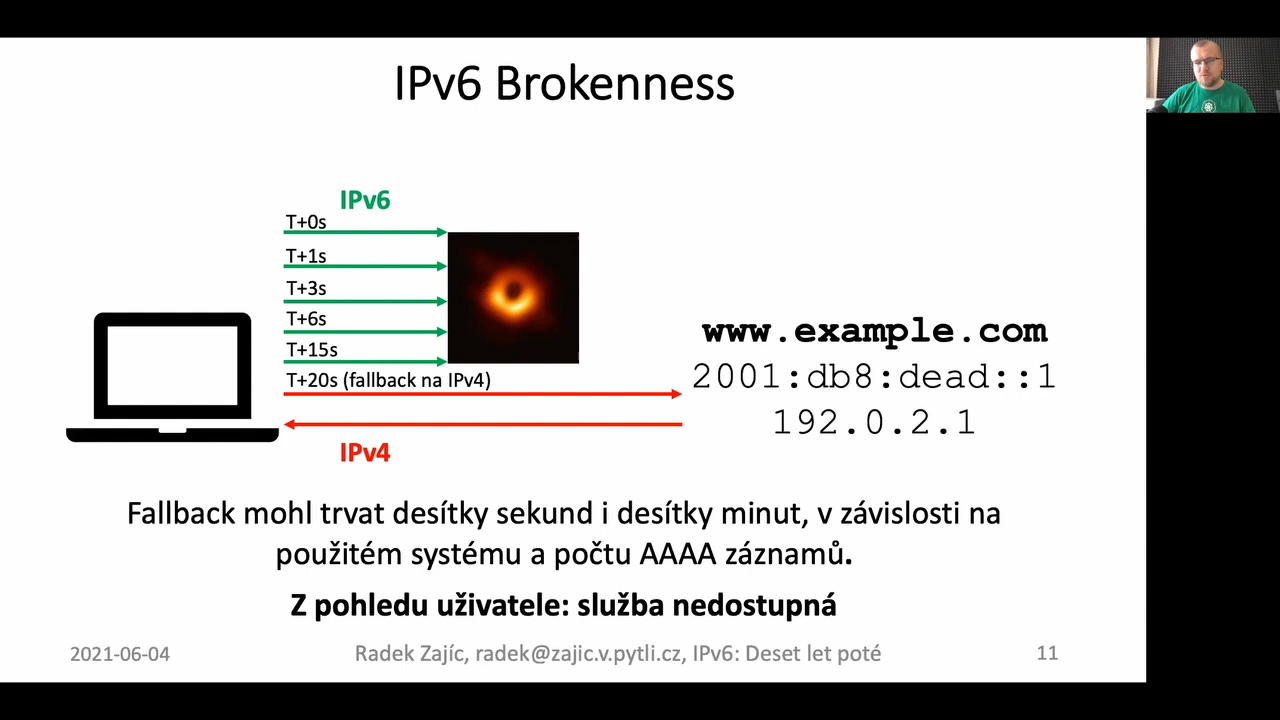 IPv6 Brokenness
IPv6
T+0s
T+1s
T+3s
T+6s
T+15s
T+20s (fallback na IPv4)
IPv4
www.example.com
2001:db8:dead::1
192.0.2.1
Fallback mohl trvat desítky sekund i desítky minut, v závislosti na
použitém systému a počtu AAAA záznamů.
Z pohledu uživatele: služba nedostupná
2021-06-04
Radek Zajíc, radek@zajic.v.pytli.cz, IPv6: Deset let poté
11